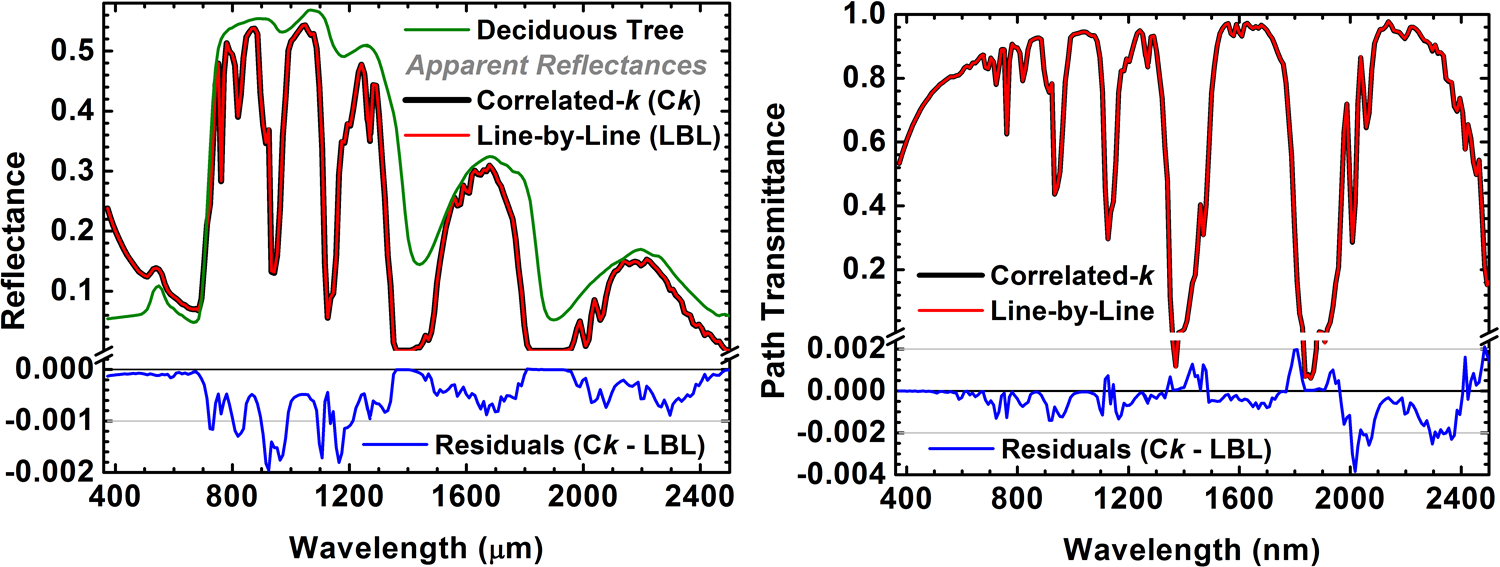 Reflectance
0.5
0.4
0.3
0.2
0.1
0.000
-0.001
-0.002
Deciduous Tree
Apparent Reflectances
Correlated-k (Ck)
Line-by-Line (LBL)
Residuals (Ck - LBL)
400 800 1200 1600 2000 2400
Wavelength (μm)
Path Transmittance
1.0
0.8
0.6
0.4
0.2
0.002
0.000
-0.002
-0.004
Correlated-k
Line-by-Line
Residuals (Ck - LBL)
400 800 1200 1600 2000 2400
Wavelength (nm)